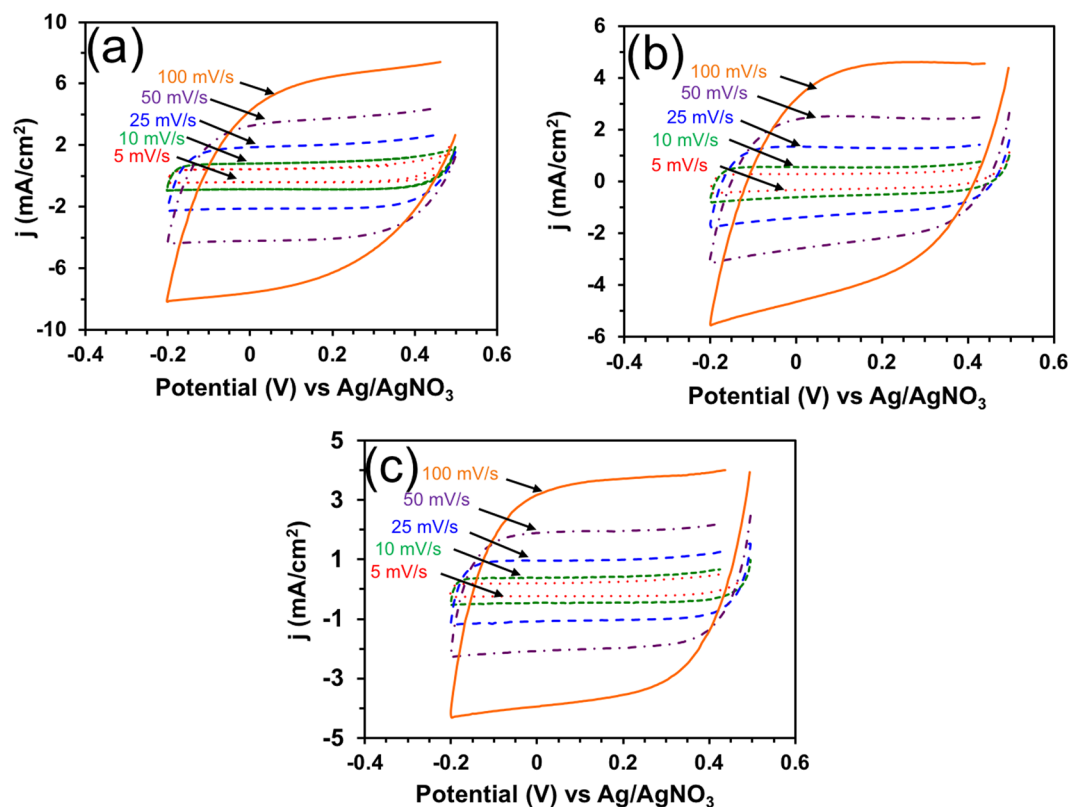 (a)
10
6
2
-2
-6
-10
j (mA/cm²)
100 mV/s
50 mV/s
25 mV/s
10 mV/s
5 mV/s
-0.4
-0.2
0
0.2
0.4
0.6
Potential (V) vs Ag/AgNO₃
(b)
6
4
2
0
-2
-4
-6
j (mA/cm²)
100 mV/s
50 mV/s
25 mV/s
10 mV/s
5 mV/s
-0.4
-0.2
0
0.2
0.4
0.6
Potential (V) vs Ag/AgNO₃
(c)
5
3
1
-1
-3
-5
j (mA/cm²)
100 mV/s
50 mV/s
25 mV/s
10 mV/s
5 mV/s
-0.4
-0.2
0
0.2
0.4
0.6
Potential (V) vs Ag/AgNO₃